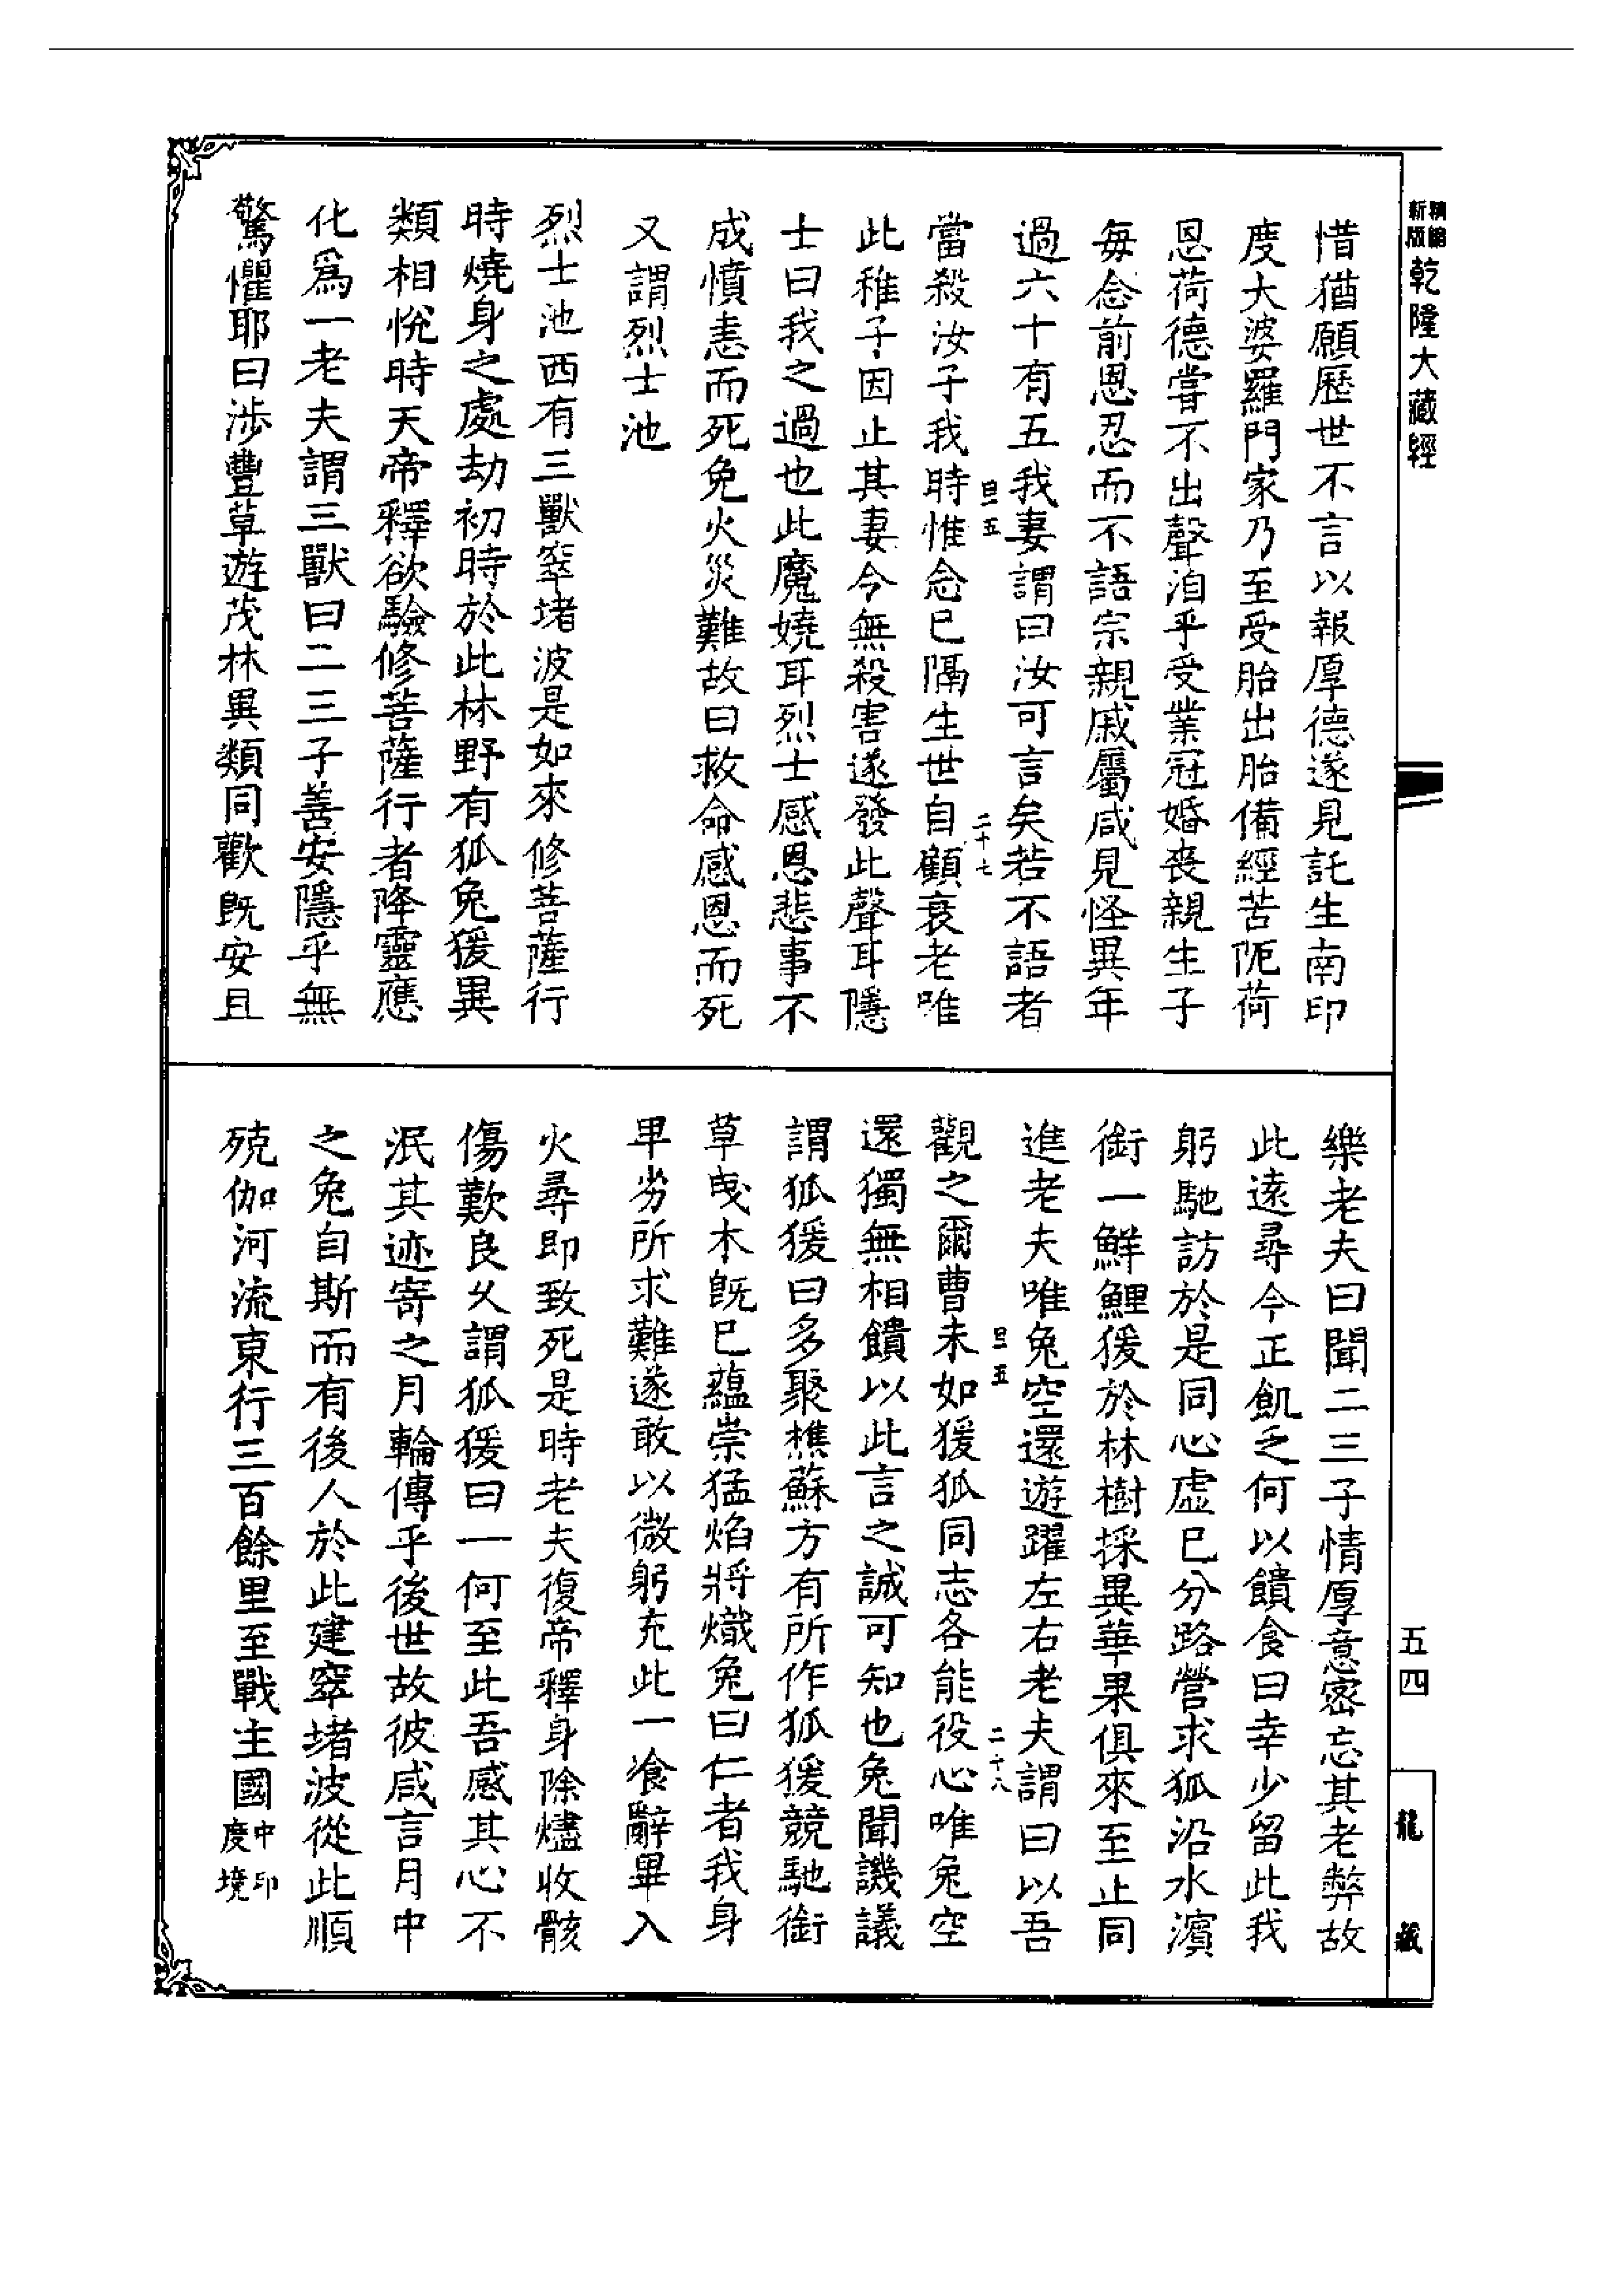 精縮新版乾隆大藏經
惜猶願歷世不言以報厚德遂見託生南印
度大婆羅門家乃至受胎出胎備經苦阨荷
恩荷德嘗不出聲洎乎受業冠婚喪親生子
每念前恩忍而不語宗親戚屬咸見怪異年
過六十有五我妻謂曰汝可言矣若不語者
旦五
二十七
當殺汝子我時惟念已隔生世自顧衰老唯
此稚子因止其妻令無殺害遂發此聲耳隱
士曰我之過也此魔嬈耳烈士感恩悲事不
成憤恚而死免火災難故曰救命感恩而死
又謂烈士池
烈士池西有三獸窣堵波是如來修菩薩行
時燒身之處劫初時於此林野有狐兔猨異
類相悅時天帝釋欲驗修菩薩行者降靈應
化爲一老夫謂三獸曰二三子善安隱乎無
驚懼耶曰涉豐草遊茂林異類同歡既安且
樂老夫曰聞二三子情厚意密忘其老弊故
此遠尋今正飢乏何以饋食曰幸少留此我
躬馳訪於是同心虛已分路營求狐沿水濱
銜一鮮鯉猨於林樹採異華果俱來至止同
進老夫唯兔空還遊躍左右老夫謂曰以吾
旦五
二十八
觀之爾曹未如猨狐同志各能役心唯兔空
還獨無相饋以此言之誠可知也兔聞譏議
謂狐猨曰多聚樵蘇方有所作狐猨競馳銜
草曳木既已蘊崇猛焰將熾兔曰仁者我身
卑劣所求難遂敢以微躬充此一飡辭畢入
火尋即致死是時老夫復帝釋身除燼收骸
傷歎良久謂狐猨曰一何至此吾感其心不
泯其迹寄之月輪傳乎後世故彼咸言月中
之兔自斯而有後人於此建窣堵波從此順
殑伽河流東行三百餘里至戰主國中印度境
五四
龍藏